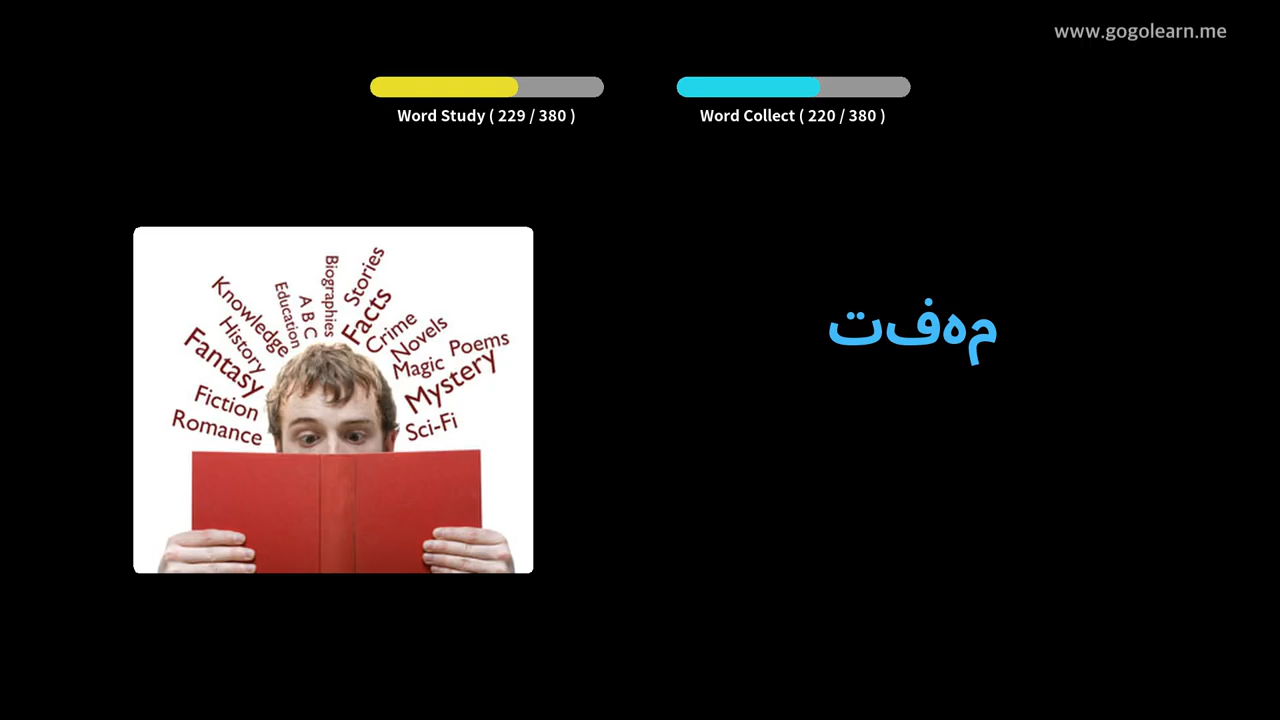 www.gogolearn.me
Word Study ( 229 / 380 )
Word Collect ( 220 / 380 )
Knowledge
Education
A B C
Biographies
Stories
Facts
Crime
Novels
Poems
Magic
Mystery
Sci-Fi
History
Fantasy
Fiction
Romance
تفهم